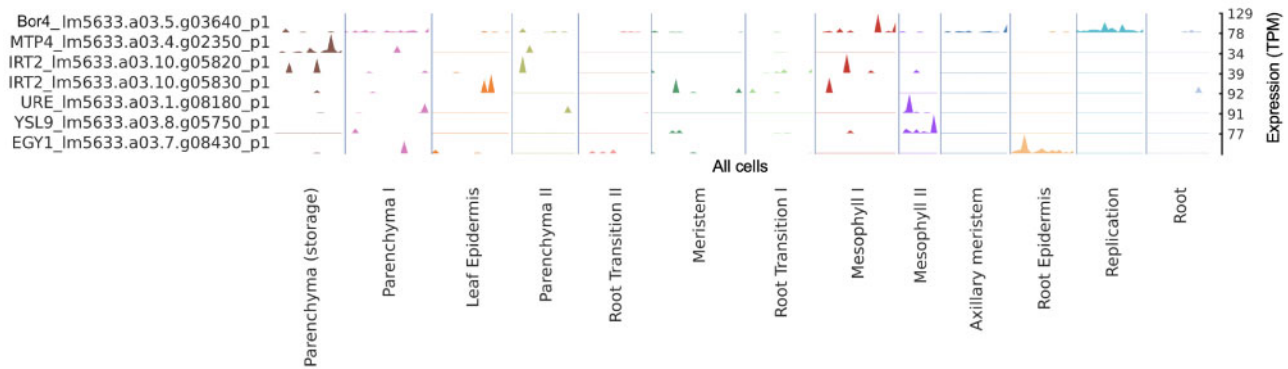 Bor4_lm5633.a03.5.g03640_p1
MTP4_lm5633.a03.4.g02350_p1
IRT2_lm5633.a03.10.g05820_p1
IRT2_lm5633.a03.10.g05830_p1
URE_lm5633.a03.1.g08180_p1
YSL9_lm5633.a03.8.g05750_p1
EGY1_lm5633.a03.7.g08430_p1
129
78
34
39
92
91
77
Expression (TPM)
All cells
Parenchyma (storage)
Parenchyma I
Leaf Epidermis
Parenchyma II
Root Transition II
Meristem
Root Transition I
Mesophyll I
Mesophyll II
Axillary meristem
Root Epidermis
Replication
Root